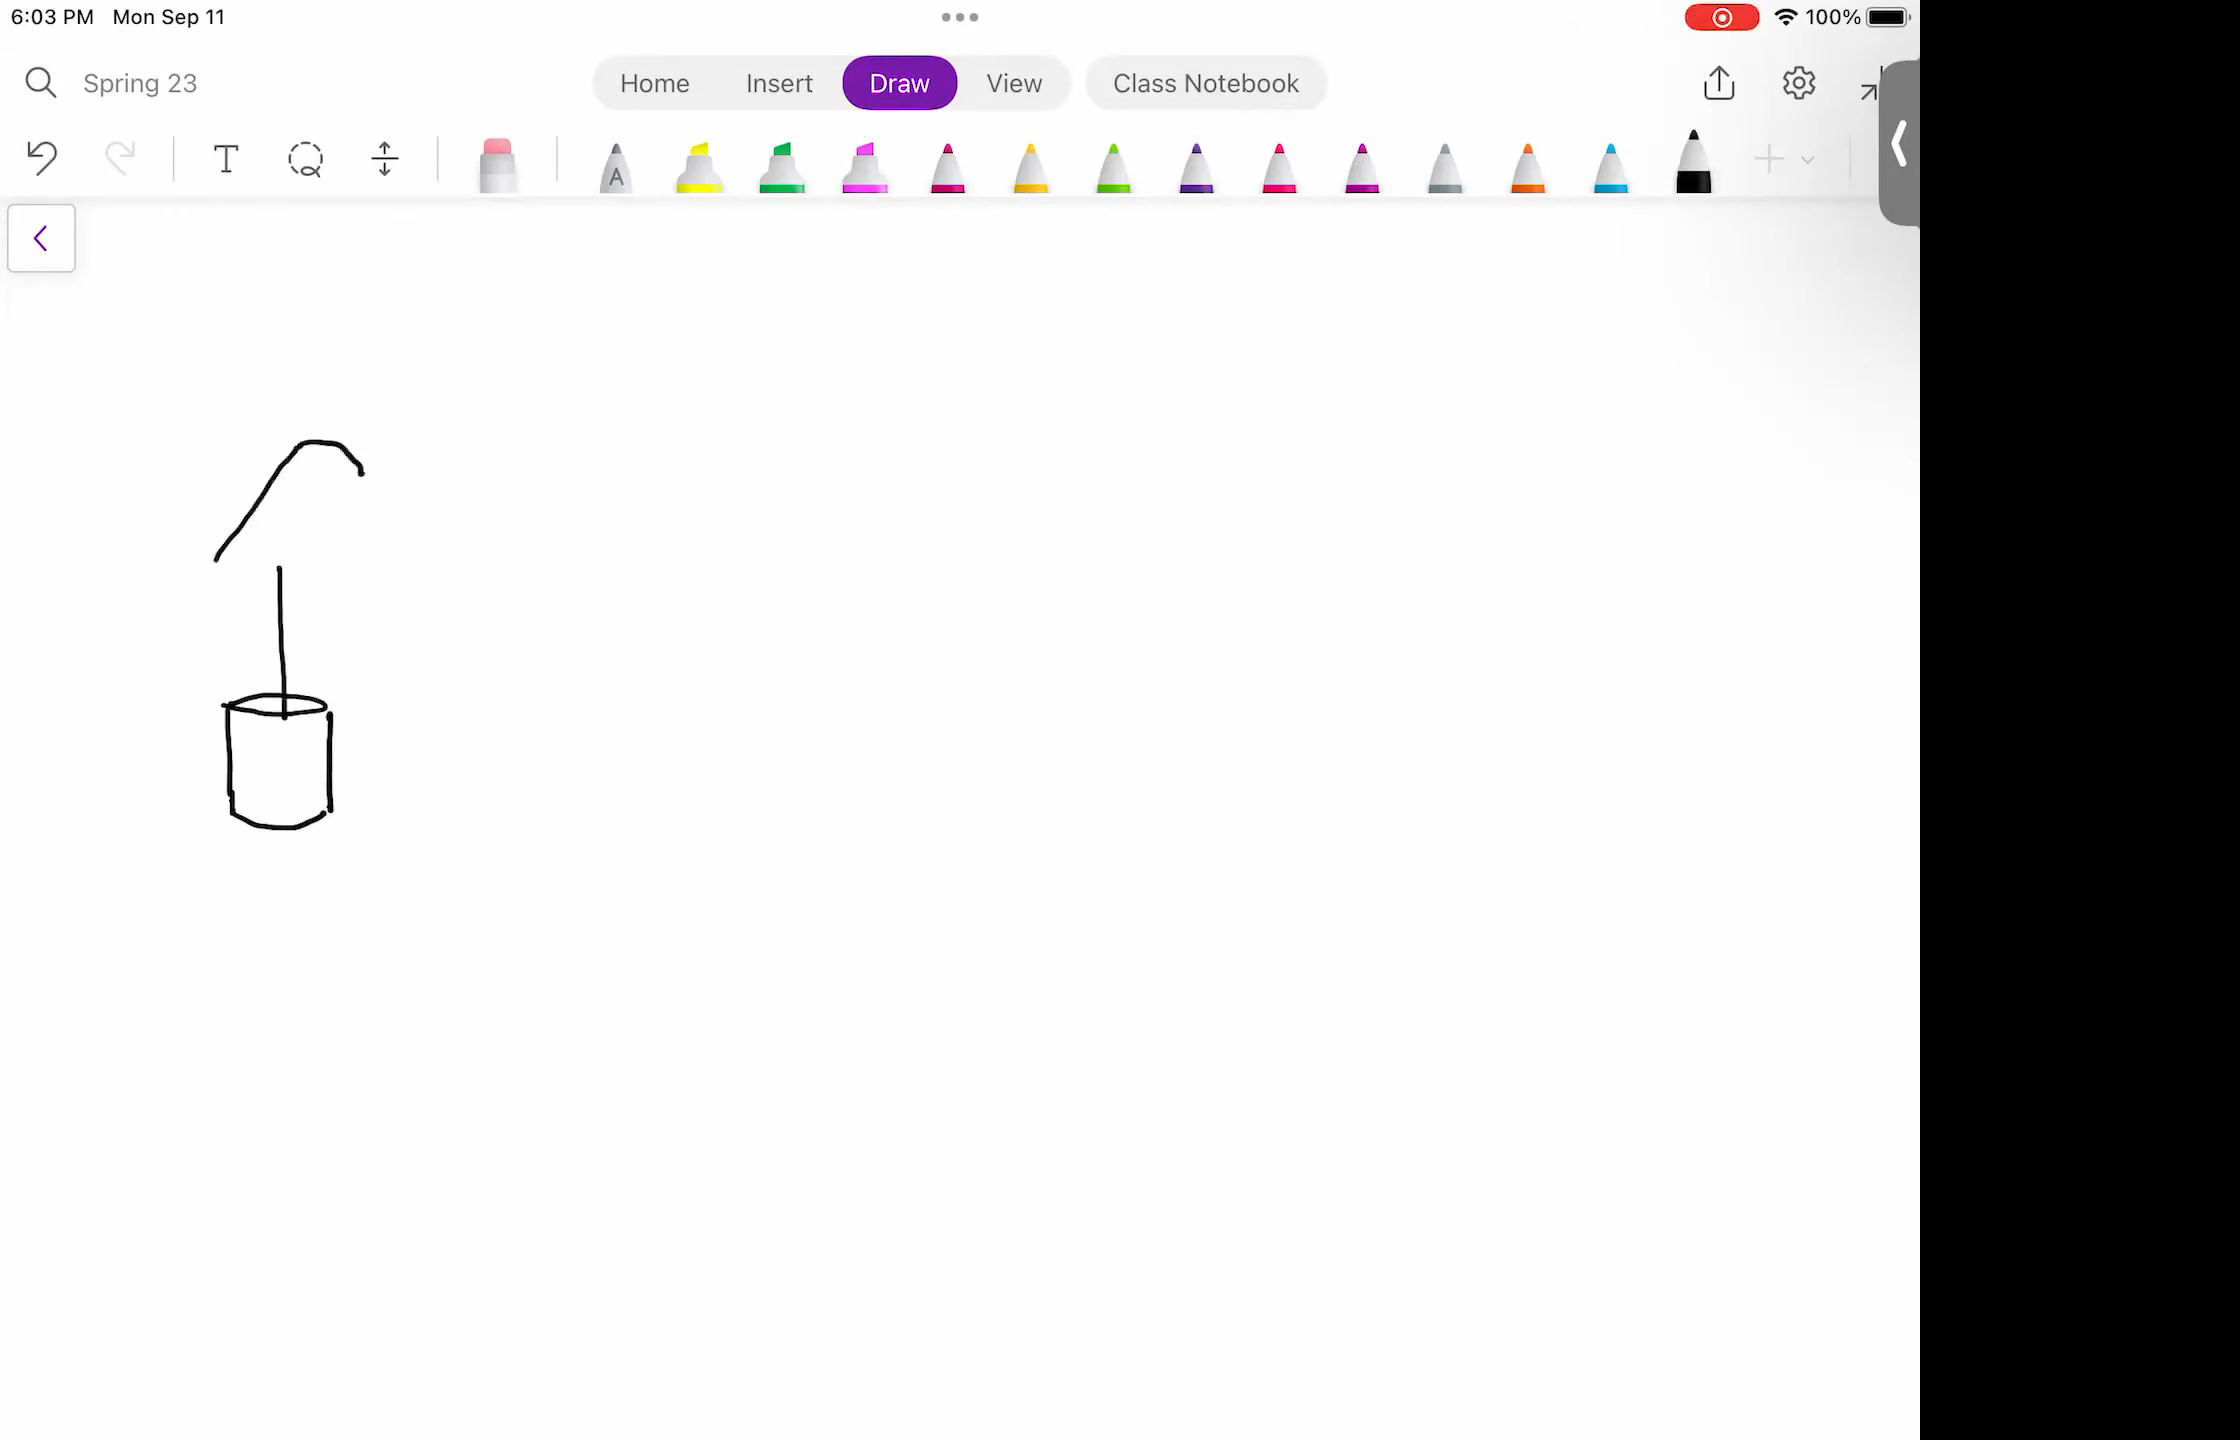 6:03 PM Mon Sep 11 100%
Spring 23 Home Insert Draw View Class Notebook
T A